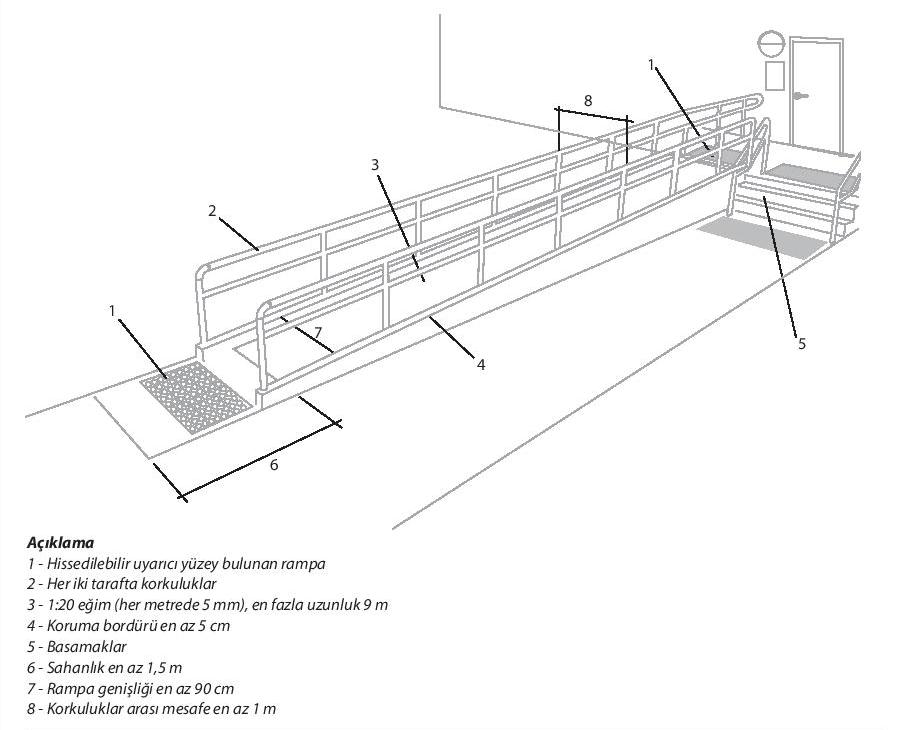 1
8
3
2
1
7
4
5
6
Açıklama
1 - Hissedilebilir uyarıcı yüzey bulunan rampa
2 - Her iki tarafta korkuluklar
3 - 1:20 eğim (her metrede 5 mm), en fazla uzunluk 9 m
4 - Koruma bordürü en az 5 cm
5 - Basamaklar
6 - Sahanlık en az 1,5 m
7 - Rampa genişliği en az 90 cm
8 - Korkuluklar arası mesafe en az 1 m